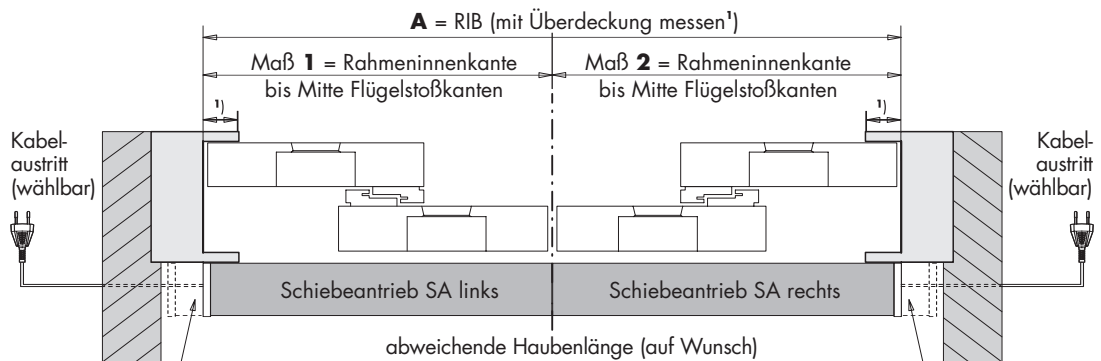 A = RIB (mit Überdeckung messen¹)
Maß 1 = Rahmeninnenkante
bis Mitte Flügelstoßkanten
Maß 2 = Rahmeninnenkante
bis Mitte Flügelstoßkanten
¹)
¹)
Kabel-
austritt
(wählbar)
Kabel-
austritt
(wählbar)
Schiebeantrieb SA links
Schiebeantrieb SA rechts
abweichende Haubenlänge (auf Wunsch)